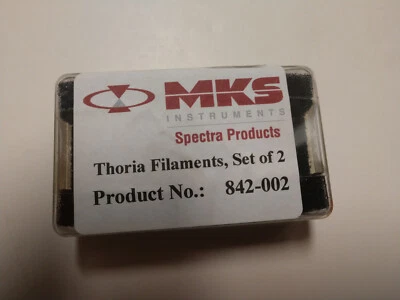 MKS
INSTRUMENTS
Spectra Products
Thoria Filaments, Set of 2
Product No.: 842-002